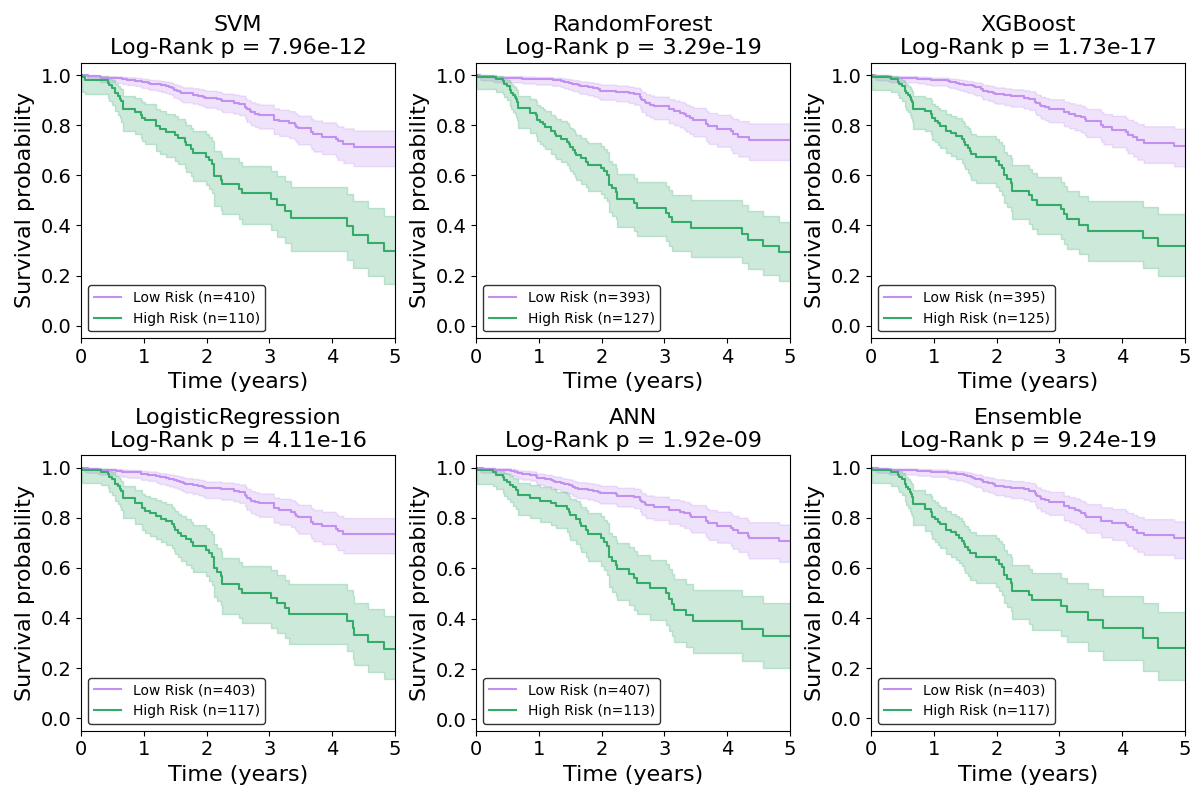 SVM
Log-Rank p = 7.96e-12
Survival probability
1.0
0.8
0.6
0.4
0.2
0.0
Low Risk (n=410)
High Risk (n=110)
0 1 2 3 4 5
Time (years)
RandomForest
Log-Rank p = 3.29e-19
Survival probability
1.0
0.8
0.6
0.4
0.2
0.0
Low Risk (n=393)
High Risk (n=127)
0 1 2 3 4 5
Time (years)
XGBoost
Log-Rank p = 1.73e-17
Survival probability
1.0
0.8
0.6
0.4
0.2
0.0
Low Risk (n=395)
High Risk (n=125)
0 1 2 3 4 5
Time (years)
LogisticRegression
Log-Rank p = 4.11e-16
Survival probability
1.0
0.8
0.6
0.4
0.2
0.0
Low Risk (n=403)
High Risk (n=117)
0 1 2 3 4 5
Time (years)
ANN
Log-Rank p = 1.92e-09
Survival probability
1.0
0.8
0.6
0.4
0.2
0.0
Low Risk (n=407)
High Risk (n=113)
0 1 2 3 4 5
Time (years)
Ensemble
Log-Rank p = 9.24e-19
Survival probability
1.0
0.8
0.6
0.4
0.2
0.0
Low Risk (n=403)
High Risk (n=117)
0 1 2 3 4 5
Time (years)